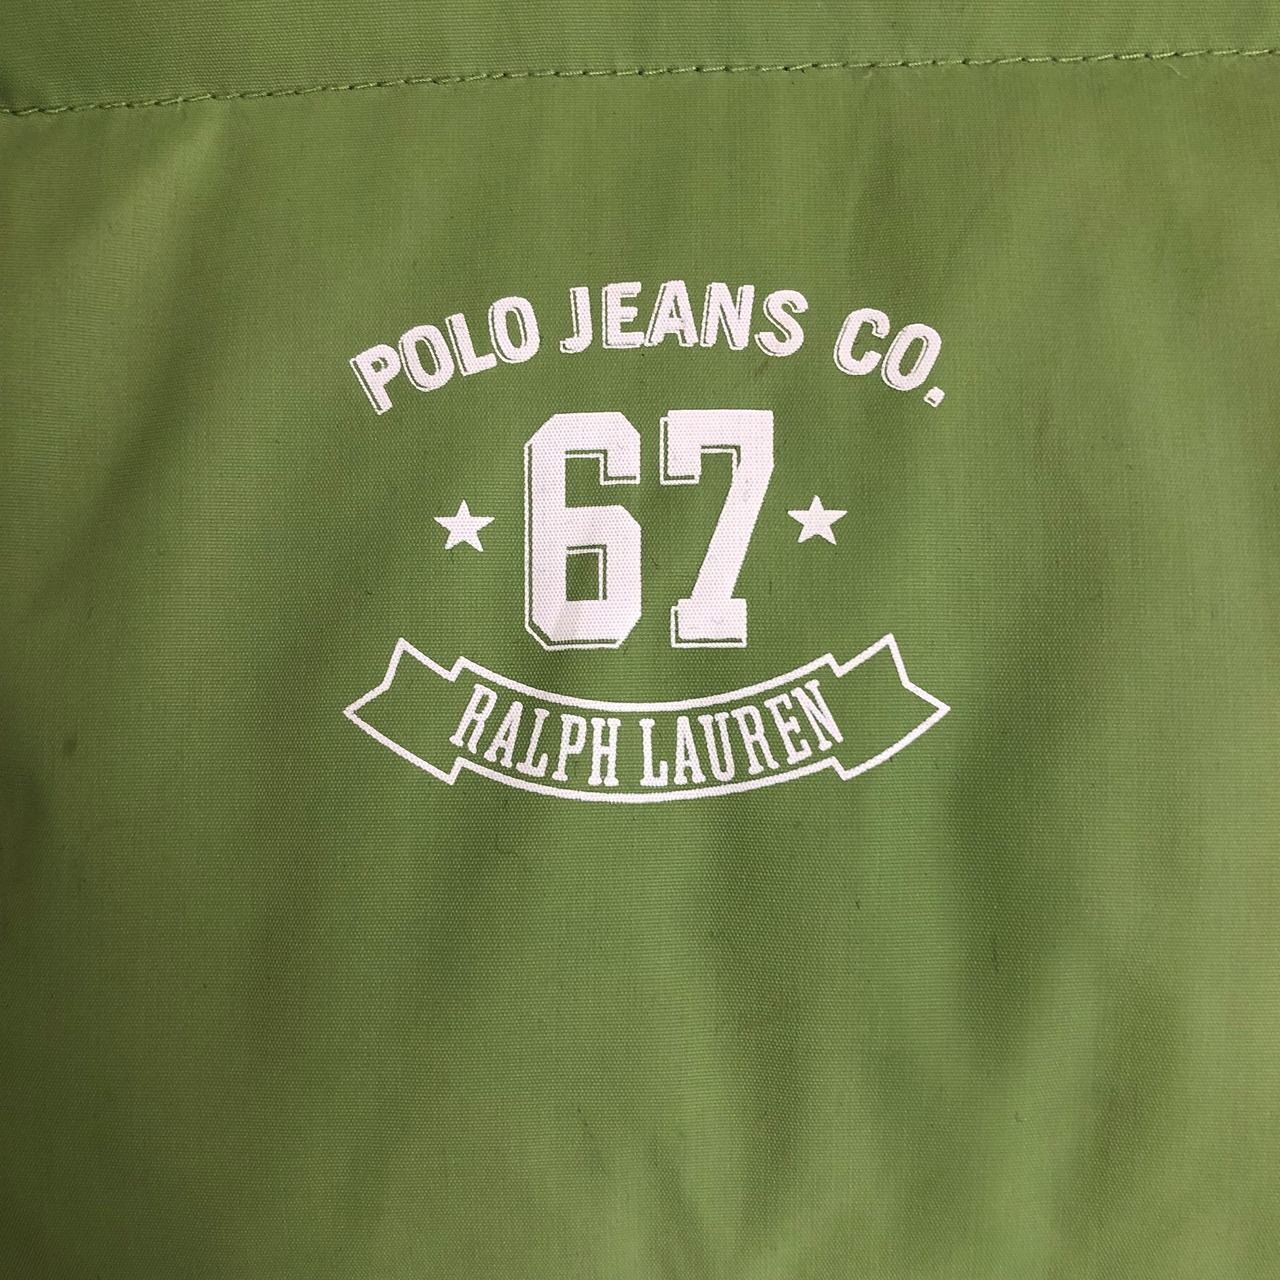 POLO JEANS CO.
67
RALPH LAUREN